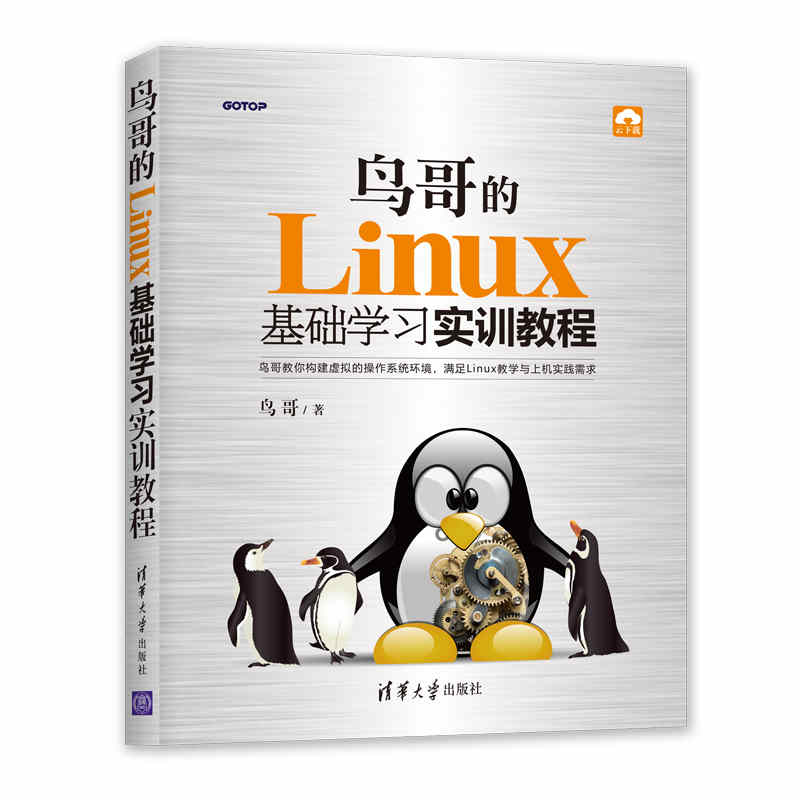 GOTOP
云下载
鸟哥的
Linux
基础学习实训教程
鸟哥教你构建虚拟的操作系统环境，满足Linux教学与上机实践需求
鸟哥/著
清华大学出版社
鸟哥的Linux基础学习实训教程
清华大学出版社